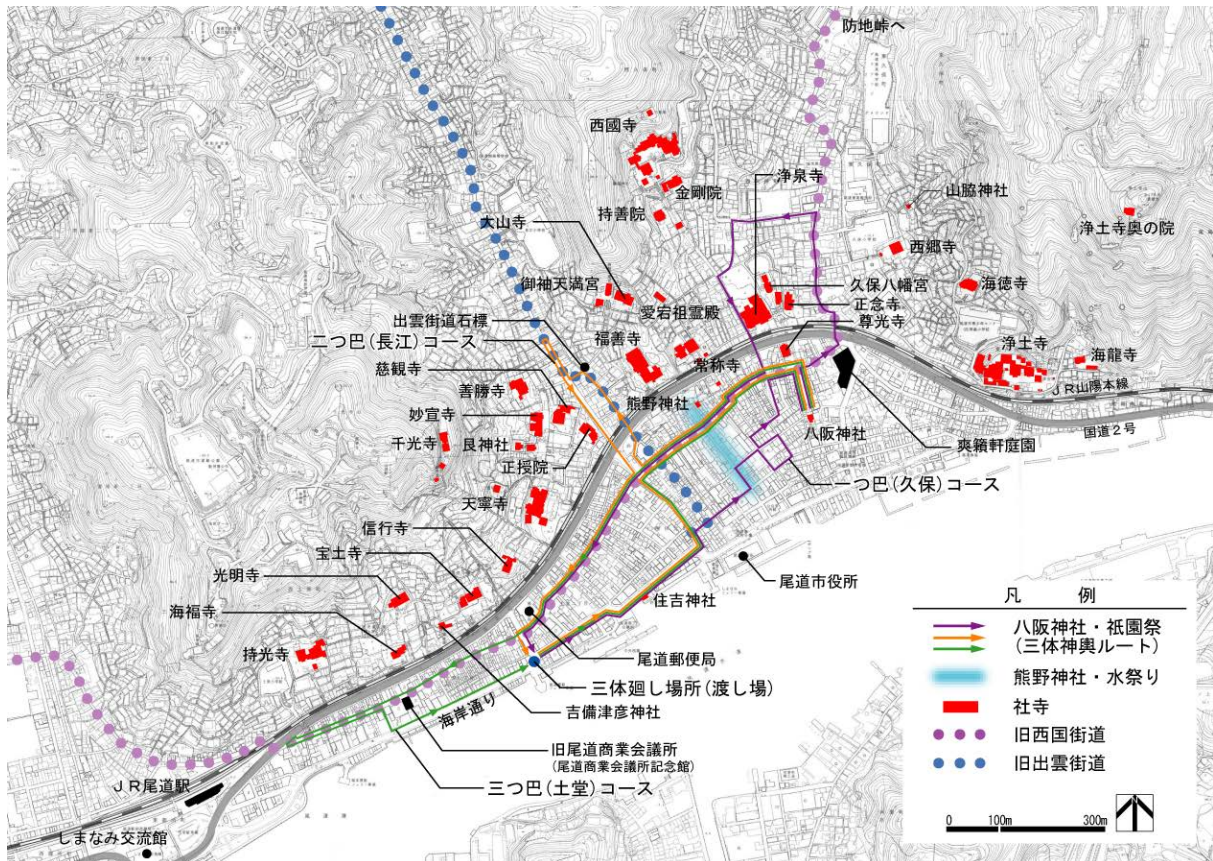 防地峠へ
西國寺
金剛院
浄泉寺
持善院
大山寺
山脇神社
西郷寺
浄土寺奥の院
御袖天満宮
愛宕祖霊殿
久保八幡宮
正念寺
海徳寺
出雲街道石標
尊光寺
二つ巴(長江)コース
福善寺
浄土寺
海龍寺
慈観寺
常称寺
善勝寺
熊野神社
JR山陽本線
妙宣寺
国道2号
千光寺
艮神社
八阪神社
爽籟軒庭園
正授院
一つ巴(久保)コース
天寧寺
信行寺
宝土寺
尾道市役所
光明寺
住吉神社
海福寺
持光寺
尾道郵便局
三体廻し場所(渡し場)
海岸通り
吉備津彦神社
旧尾道商業会議所
(尾道商業会議所記念館)
JR尾道駅
三つ巴(土堂)コース
しまなみ交流館
凡 例
八阪神社・祇園祭
(三体神輿ルート)
熊野神社・水祭り
社寺
旧西国街道
旧出雲街道
0 100m 300m